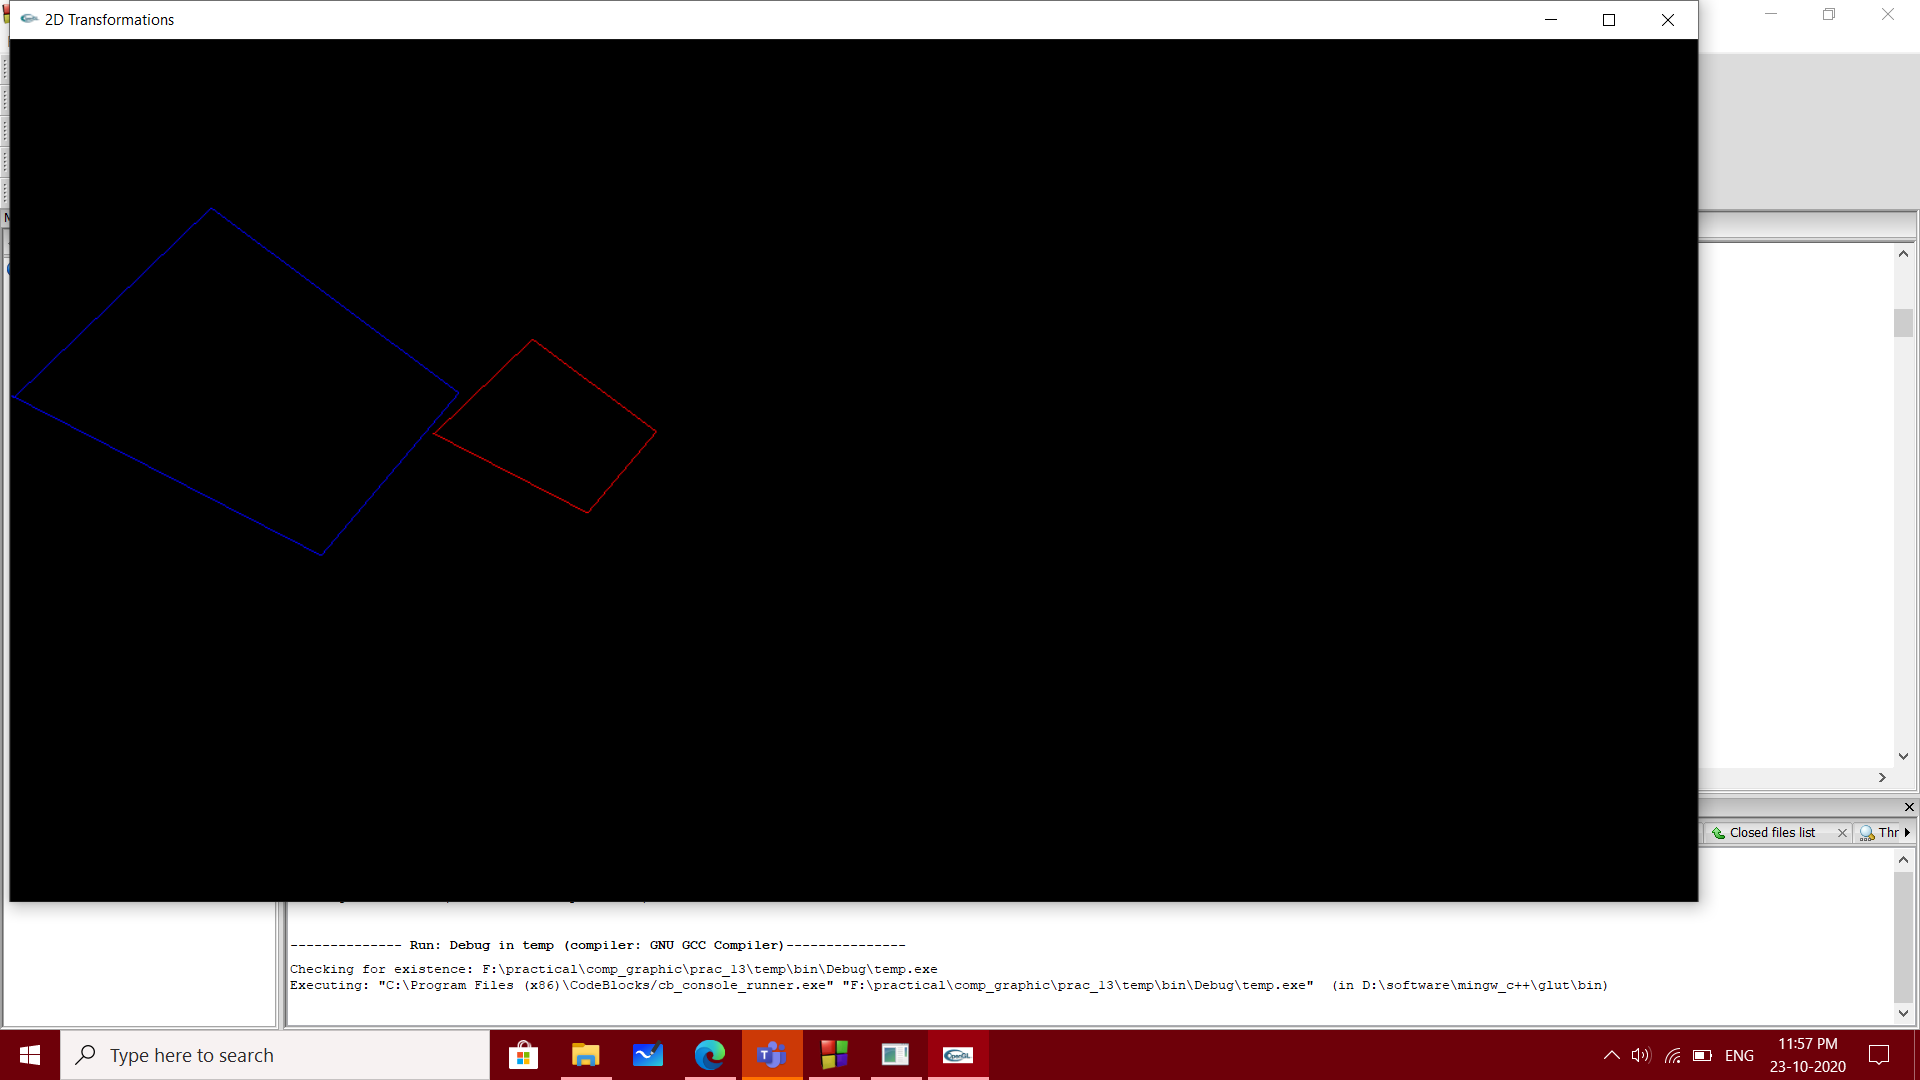 2D Transformations
M
Closed files list
Thr
-------------- Run: Debug in temp (compiler: GNU GCC Compiler)---------------
Checking for existence: F:\practical\comp_graphic\prac_13\temp\bin\Debug\temp.exe
Executing: "C:\Program Files (x86)\CodeBlocks/cb_console_runner.exe" "F:\practical\comp_graphic\prac_13\temp\bin\Debug\temp.exe"  (in D:\software\mingw_c++\glut\bin)
Type here to search
OpenGL
ENG
11:57 PM
23-10-2020